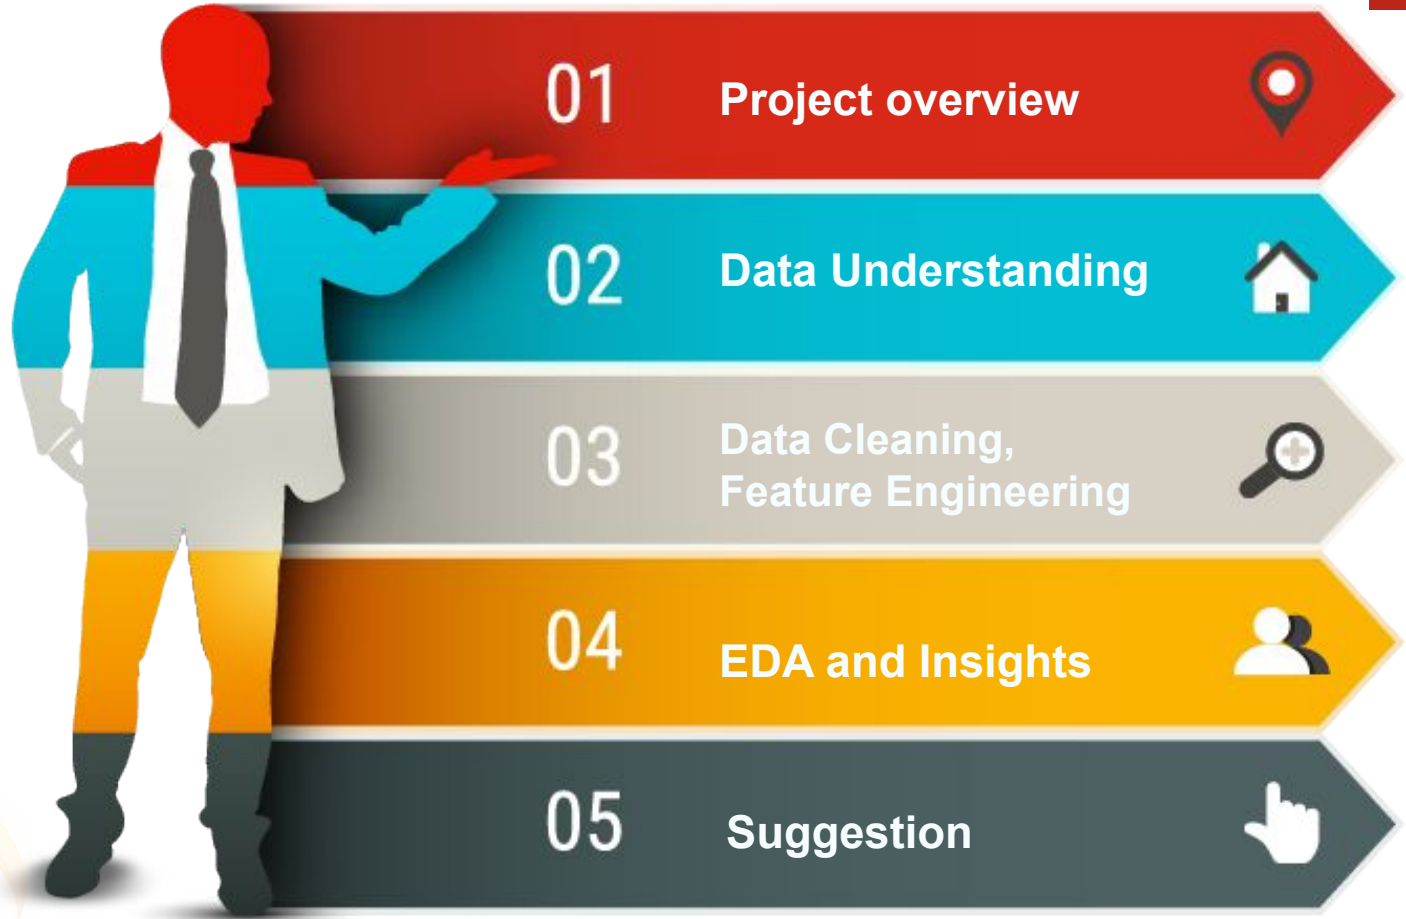 01
Project overview
02
Data Understanding
03
Data Cleaning,
Feature Engineering
04
EDA and Insights
05
Suggestion